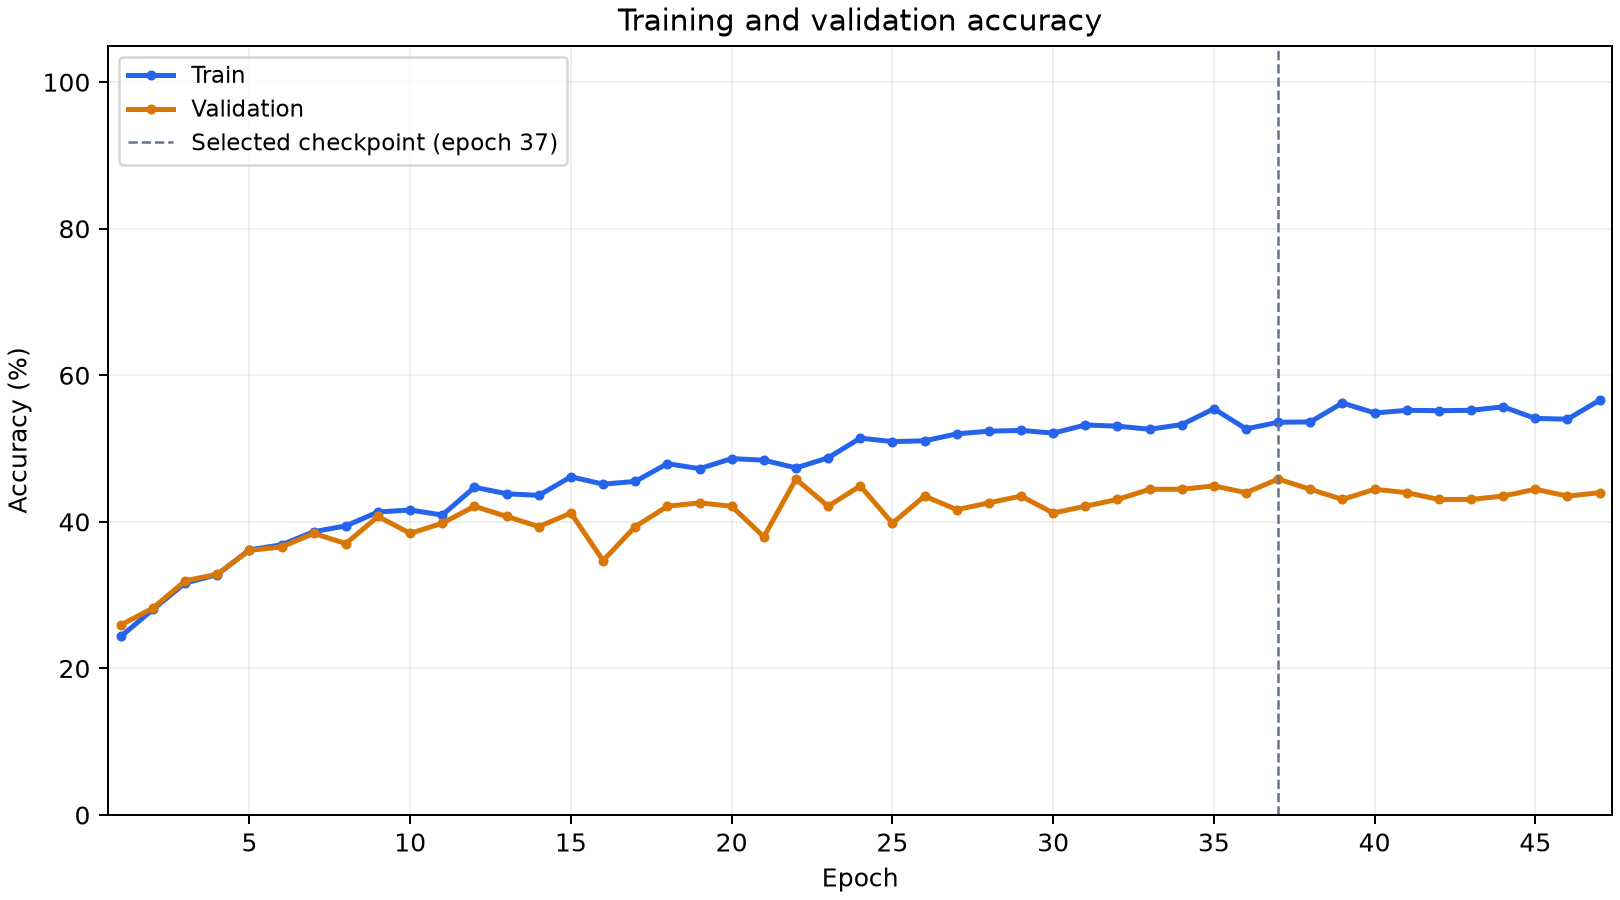 Training and validation accuracy
Train
Validation
Selected checkpoint (epoch 37)
Accuracy (%)
100
80
60
40
20
0
5 10 15 20 25 30 35 40 45
Epoch